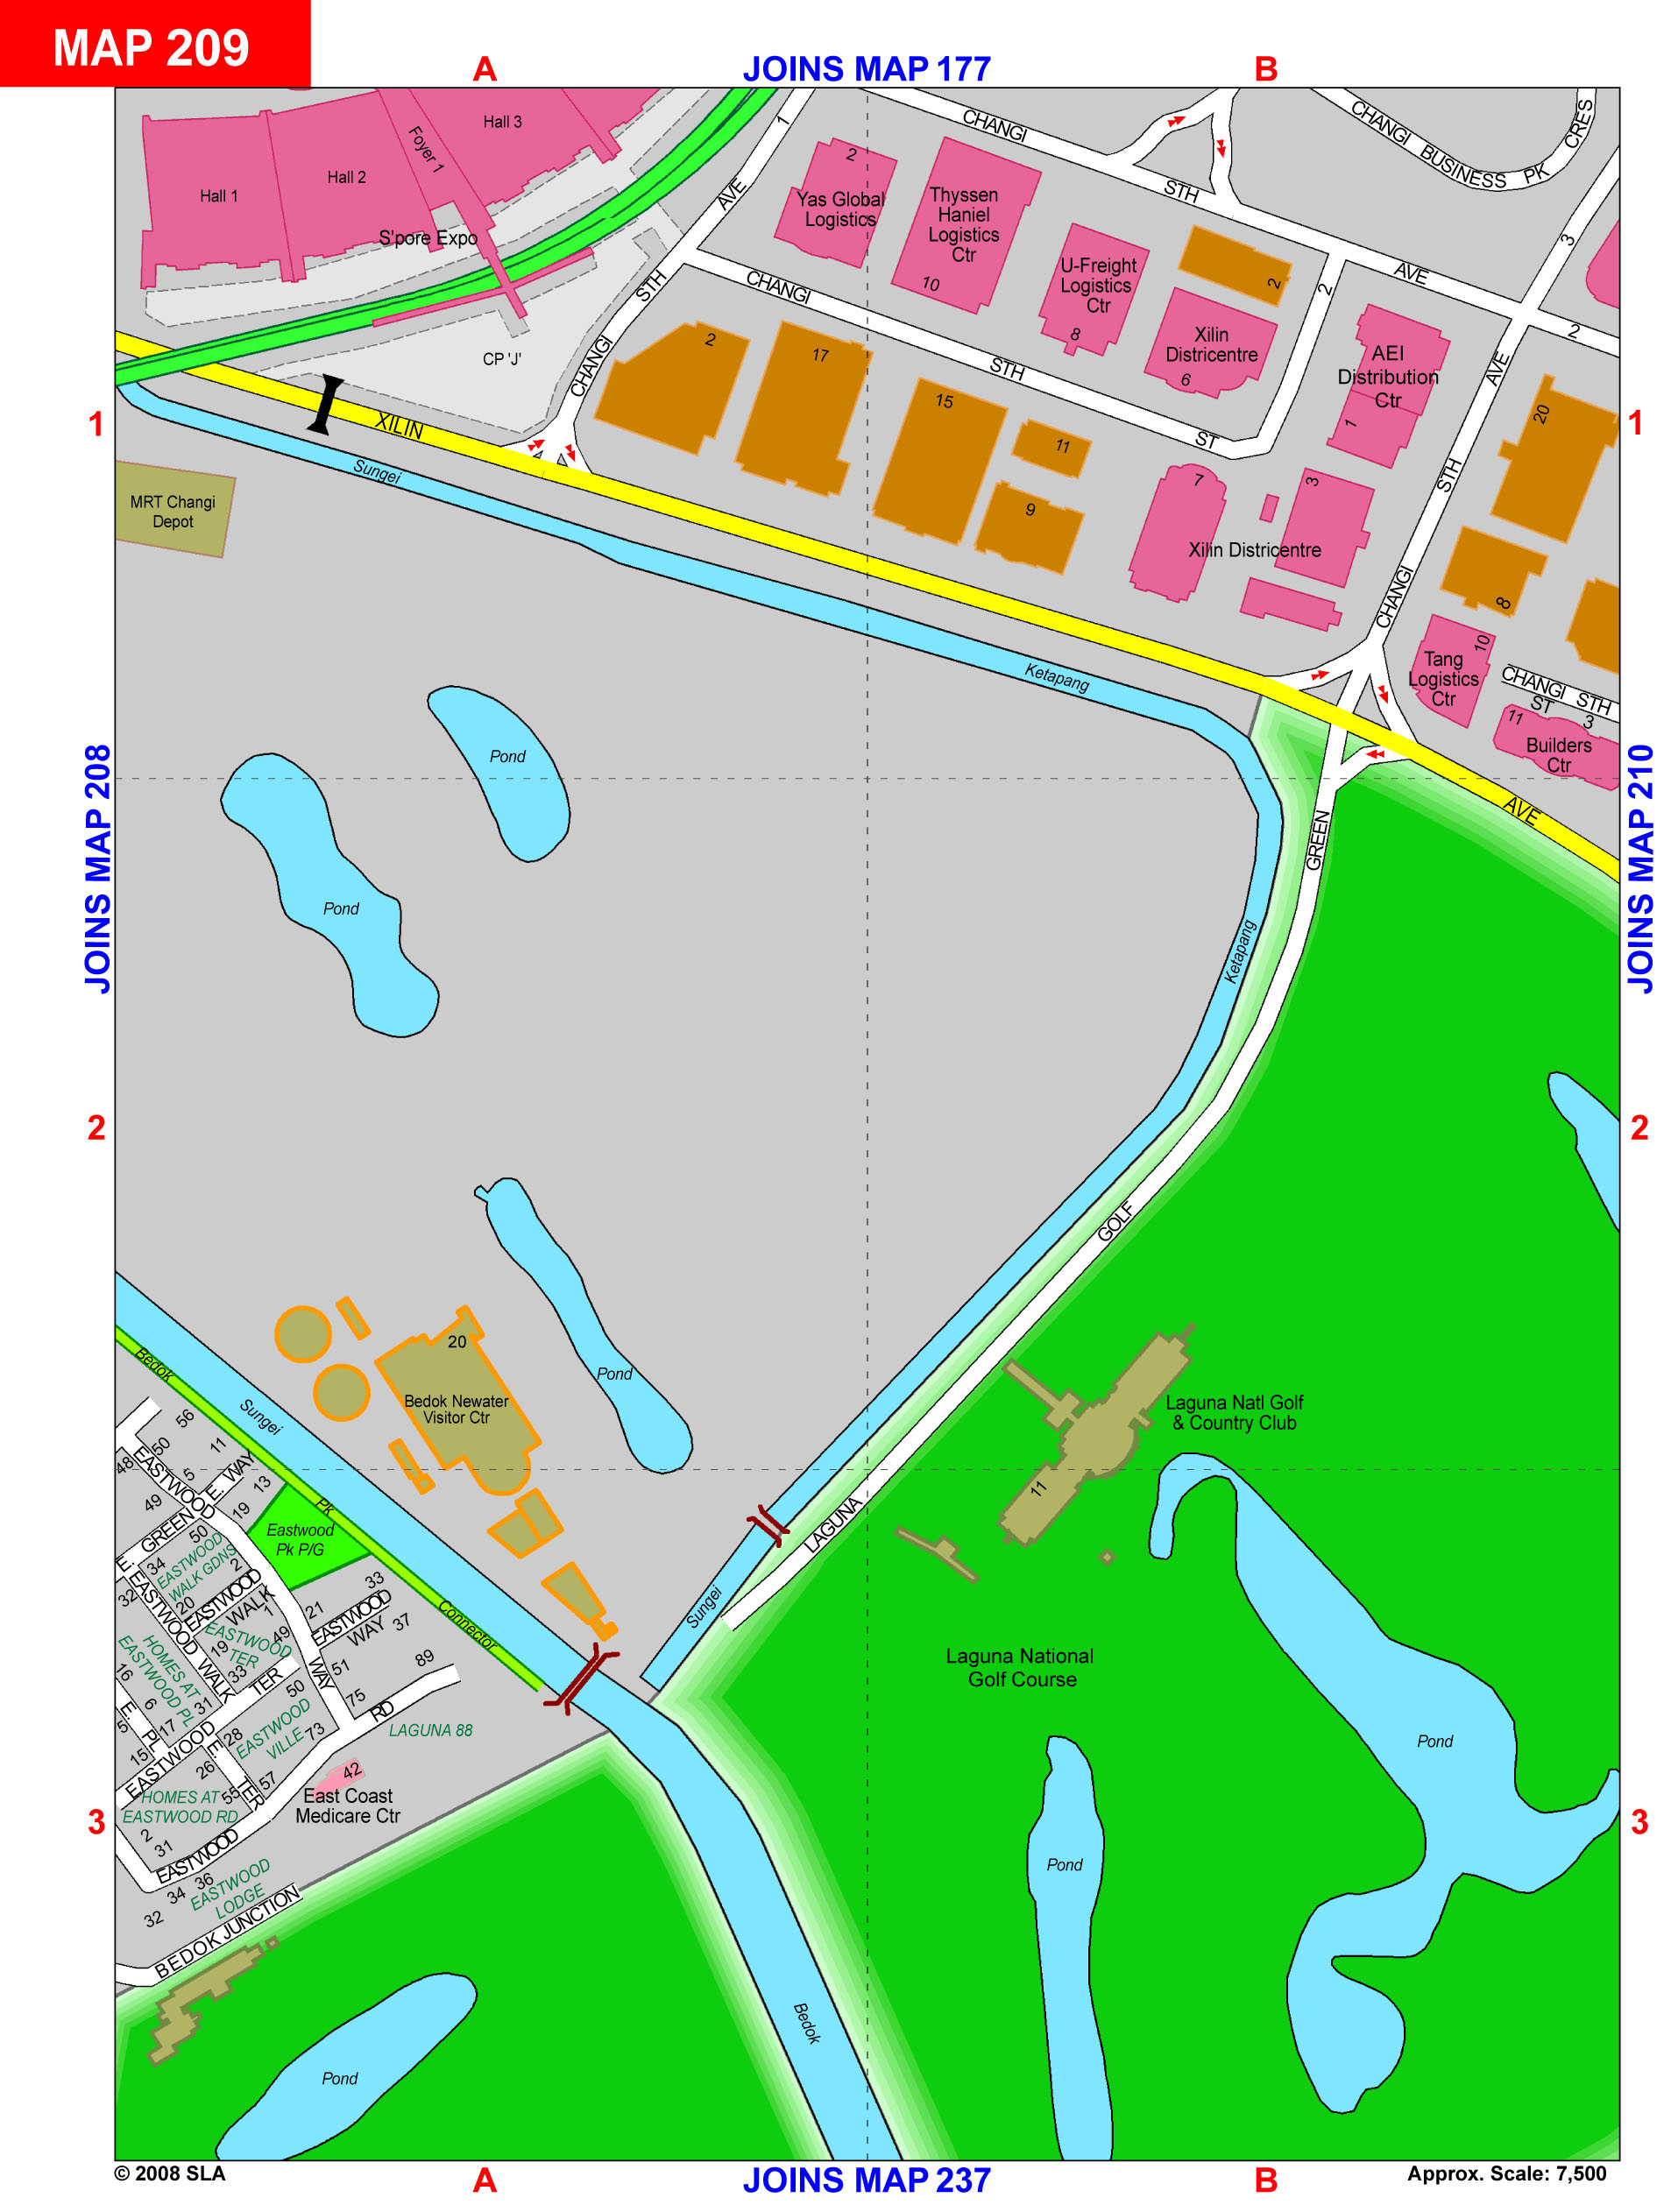 MAP 209
A
JOINS MAP 177
B
CHANGI
CHANGI BUSINESS PK CRES
Hall 3
Foyer 1
Hall 2
Hall 1
S'pore Expo
1
AVE
STH
CHANGI
CP 'J'
2
Yas Global
Logistics
Thyssen
Haniel
Logistics
Ctr
10
U-Freight
Logistics
Ctr
8
STH
AVE
2
3
2
2
Xilin
Districentre
6
AEI
Distribution
Ctr
1
CHANGI
STH
ST
AVE
STH
CHANGI
2
17
15
11
9
7
3
Xilin Districentre
20
8
1
1
XILIN
Sungei
MRT Changi
Depot
Ketapang
Tang
Logistics
Ctr
10
CHANGI STH
ST
3
11
Builders
Ctr
AVE
Pond
Pond
JOINS MAP 208
JOINS MAP 210
GREEN
Ketapang
2
2
GOLF
Pond
20
Bedok Newater
Visitor Ctr
Bedok
Sungei
Pk
Connector
Laguna Natl Golf
& Country Club
11
LAGUNA
Sungei
Laguna National
Golf Course
56
50
48
11
5
E. WAY
13
EASTWOOD
49
19
Eastwood
Pk P/G
E. GREEN
50
34
EASTWOOD
WALK GDNS
2
32
EASTWOOD WALK
20
EASTWOOD
WALK
1
33
21
EASTWOOD
WAY
37
EASTWOOD
TER
19
49
33
WAY
51
89
HOMES AT
EASTWOOD PL
16
6
5
E. PL
17
31
15
EASTWOOD
TER
50
75
RD
LAGUNA 88
EASTWOOD
VILLE
28
73
E. TER
26
55
57
42
East Coast
Medicare Ctr
HOMES AT
EASTWOOD RD
2
31
EASTWOOD
34
36
32
EASTWOOD
LODGE
BEDOK JUNCTION
3
3
Pond
Pond
Pond
Bedok
© 2008 SLA
A
JOINS MAP 237
B
Approx. Scale: 7,500